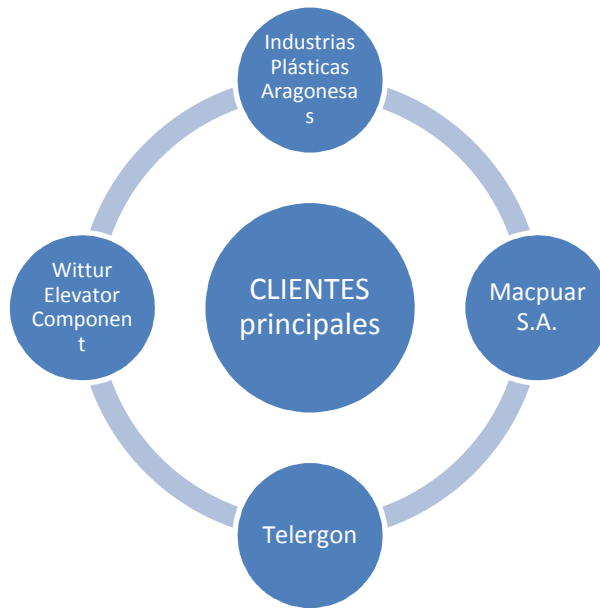 Industrias
Plásticas
Aragonesa
s
Wittur
Elevator
Componen
t
CLIENTES
principales
Macpuar
S.A.
Telergon